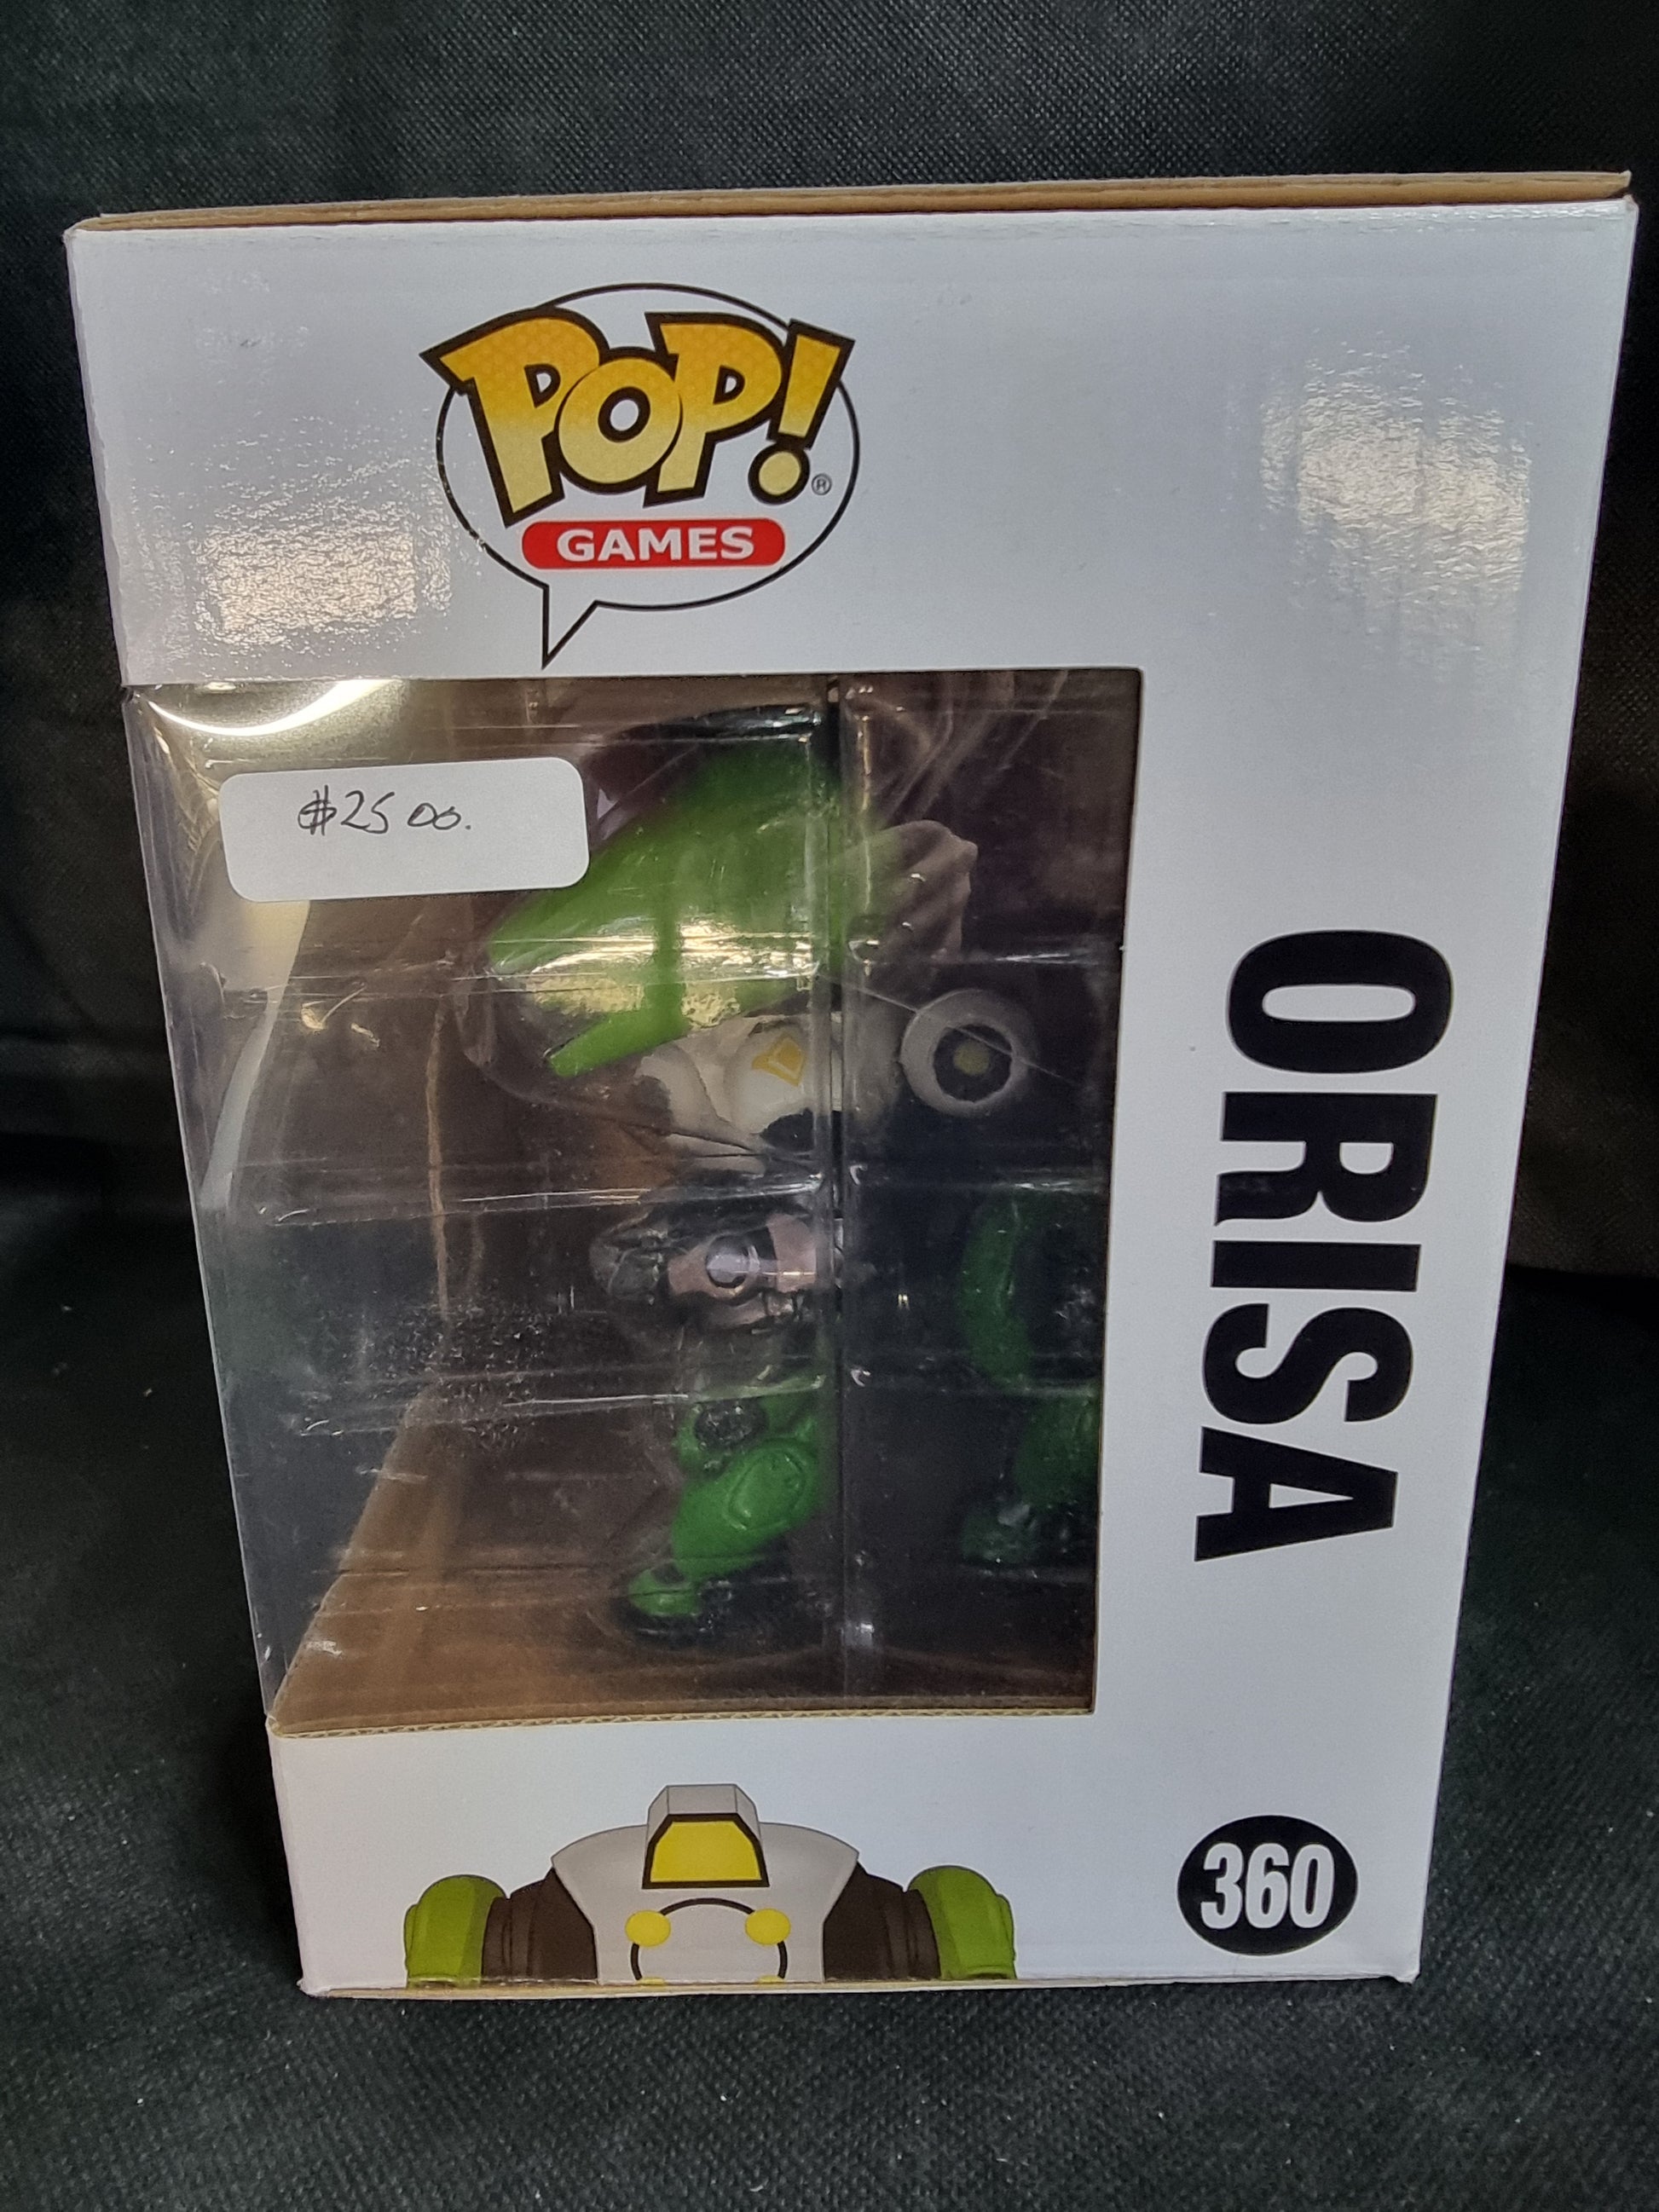 POP!®
GAMES
$25 00.
ORISA
360